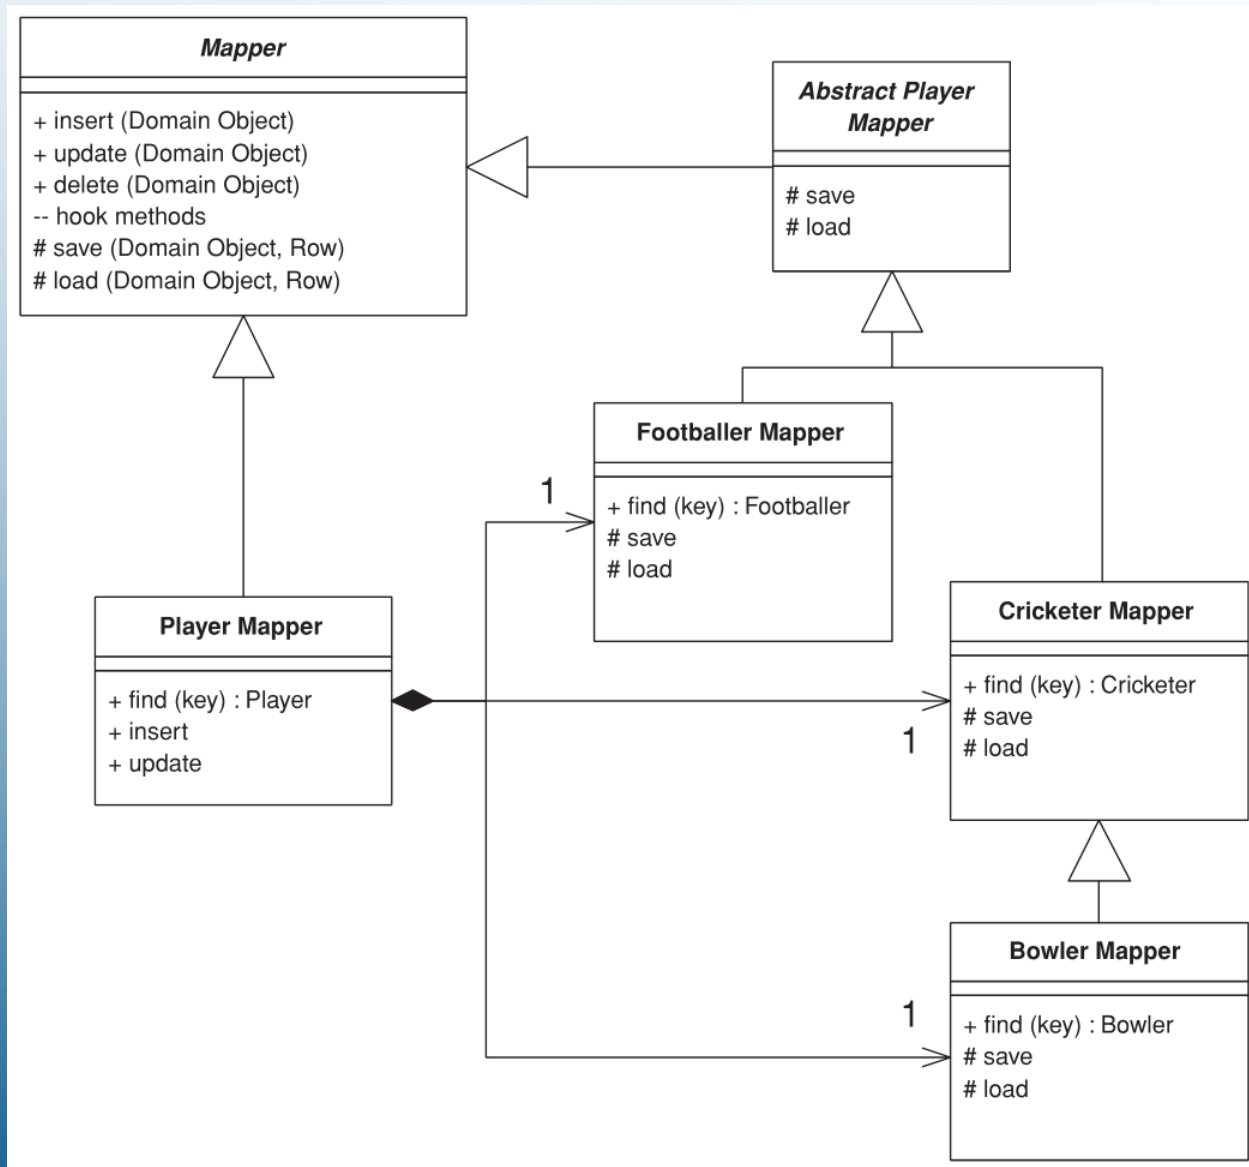 Mapper
+ insert (Domain Object)
+ update (Domain Object)
+ delete (Domain Object)
-- hook methods
# save (Domain Object, Row)
# load (Domain Object, Row)
Abstract Player
Mapper
# save
# load
Footballer Mapper
+ find (key) : Footballer
# save
# load
1
Player Mapper
+ find (key) : Player
+ insert
+ update
Cricketer Mapper
+ find (key) : Cricketer
# save
# load
1
Bowler Mapper
+ find (key) : Bowler
# save
# load
1